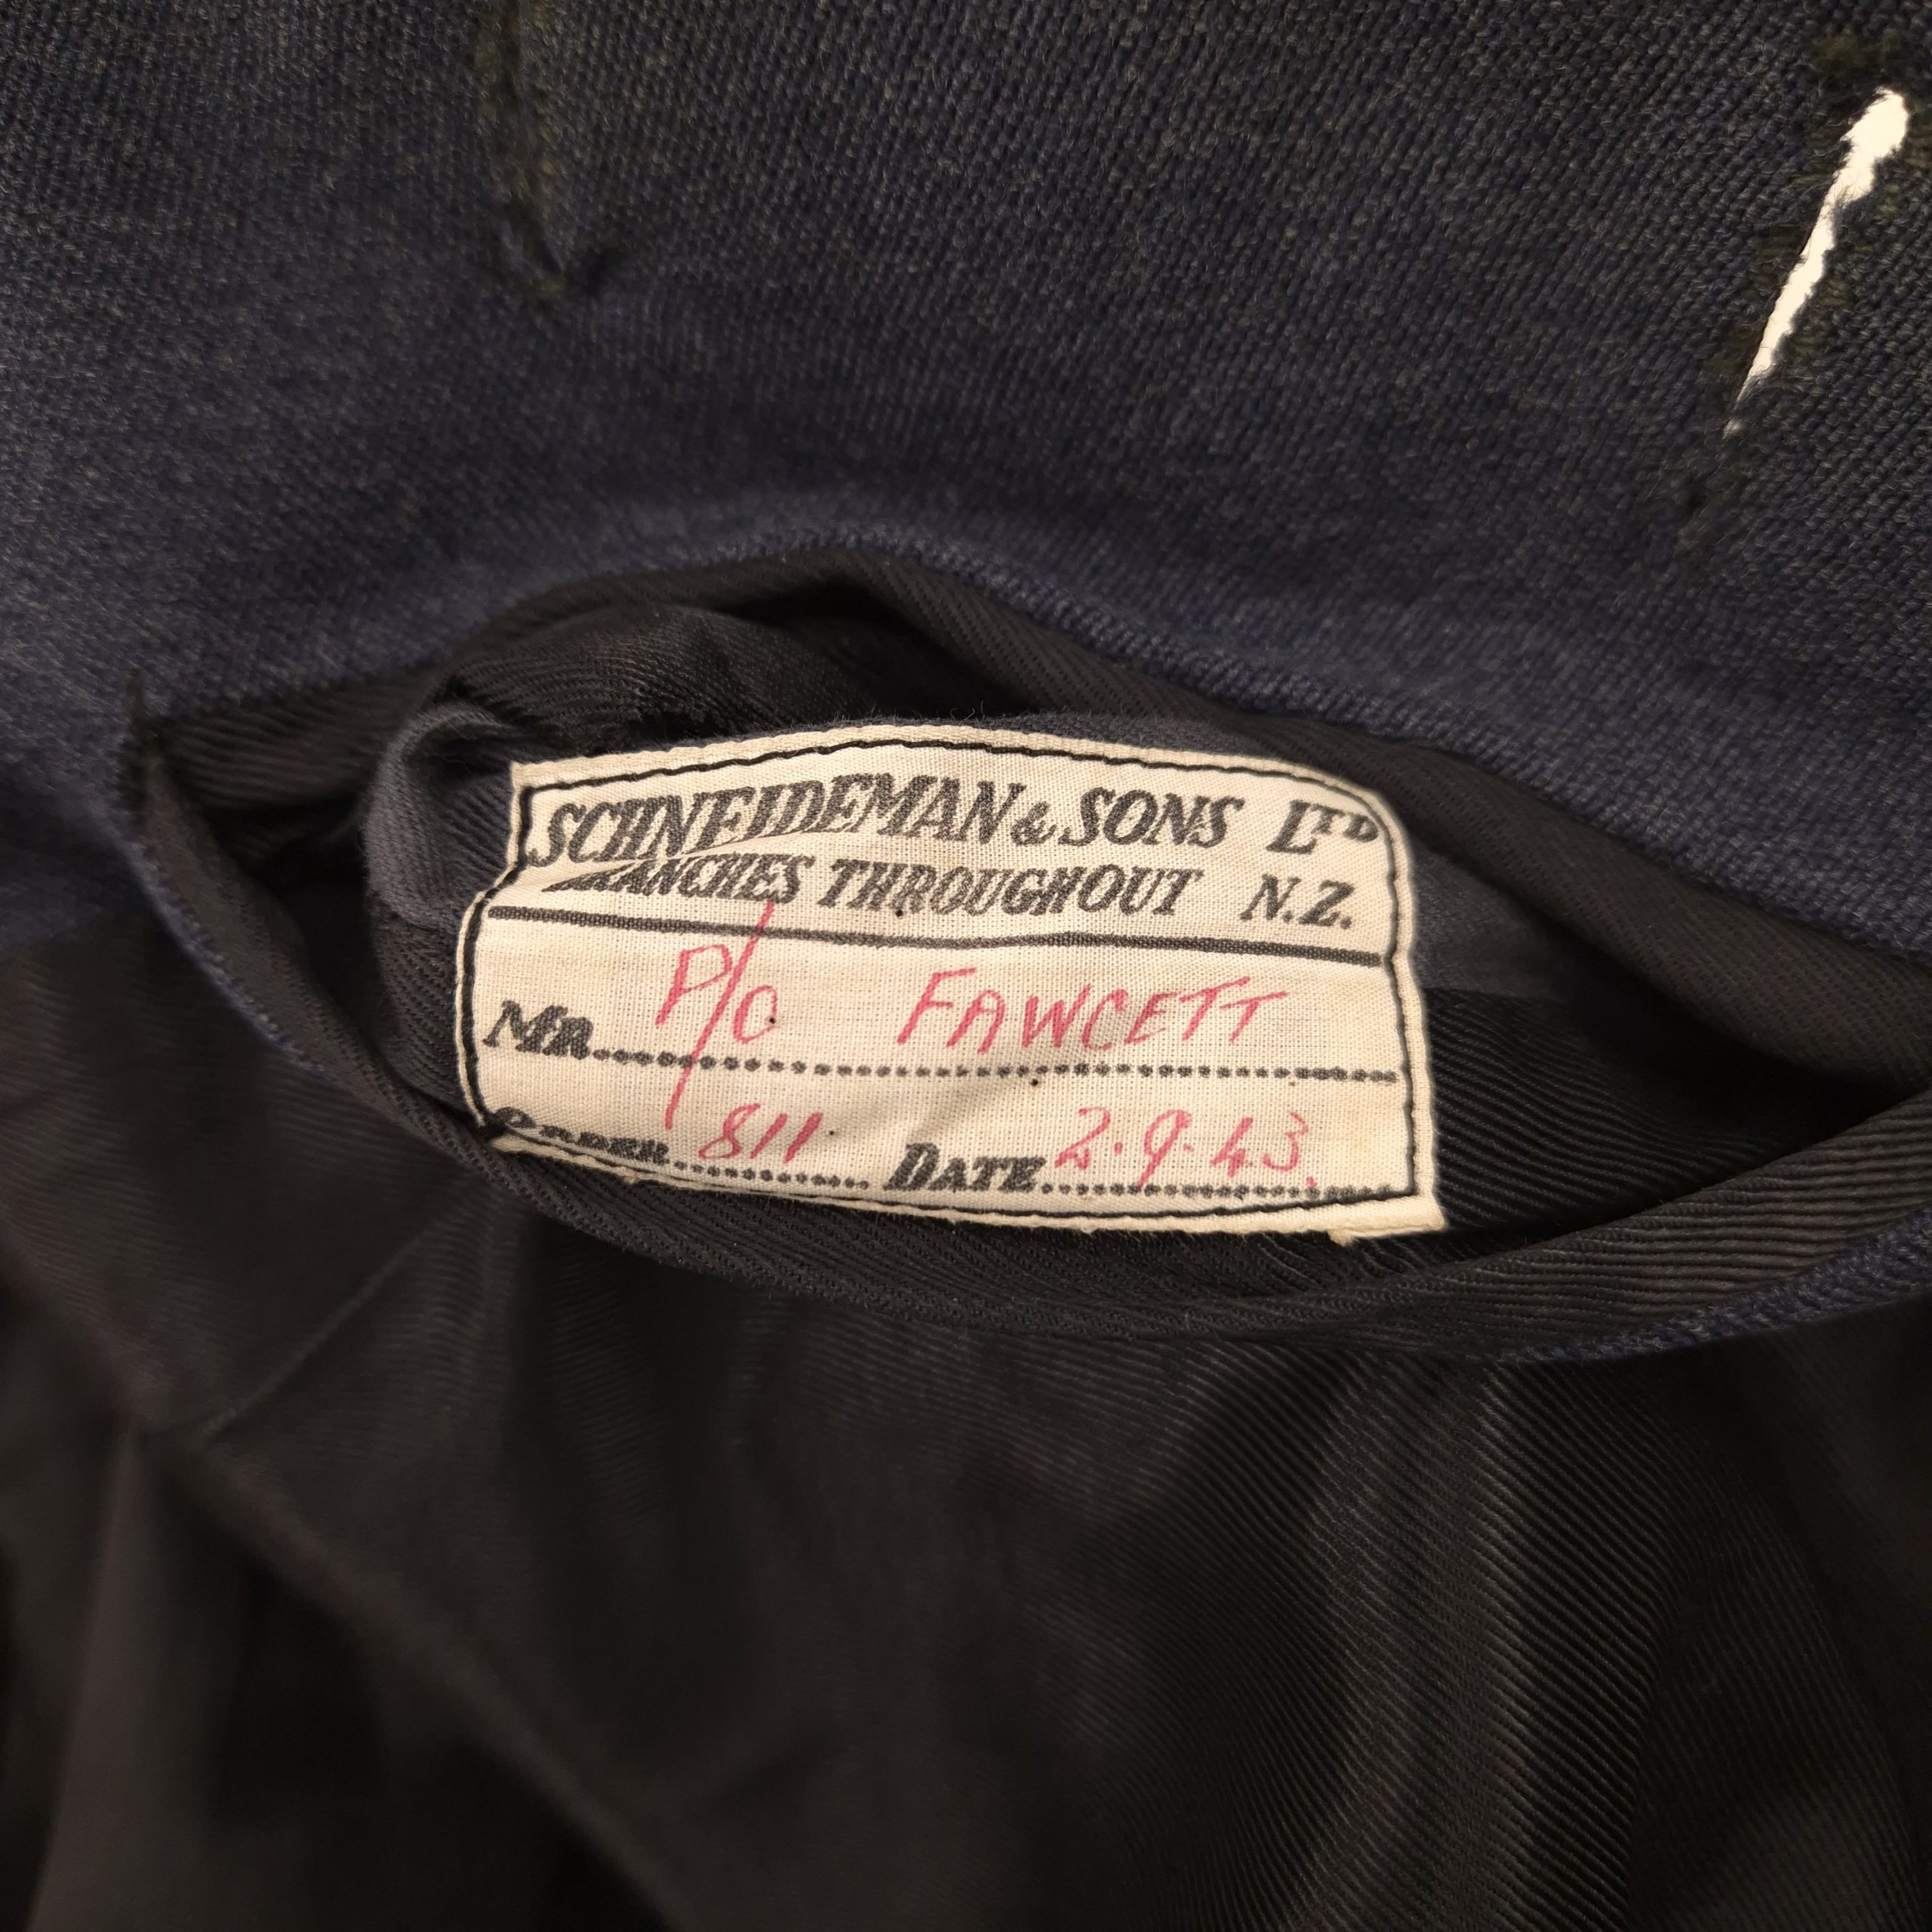 SCHNEIDEMAN & SONS LTD
BRANCHES THROUGHOUT N.Z.
MR. P/O FAWCETT
ORDER 811 DATE 2.9.43.